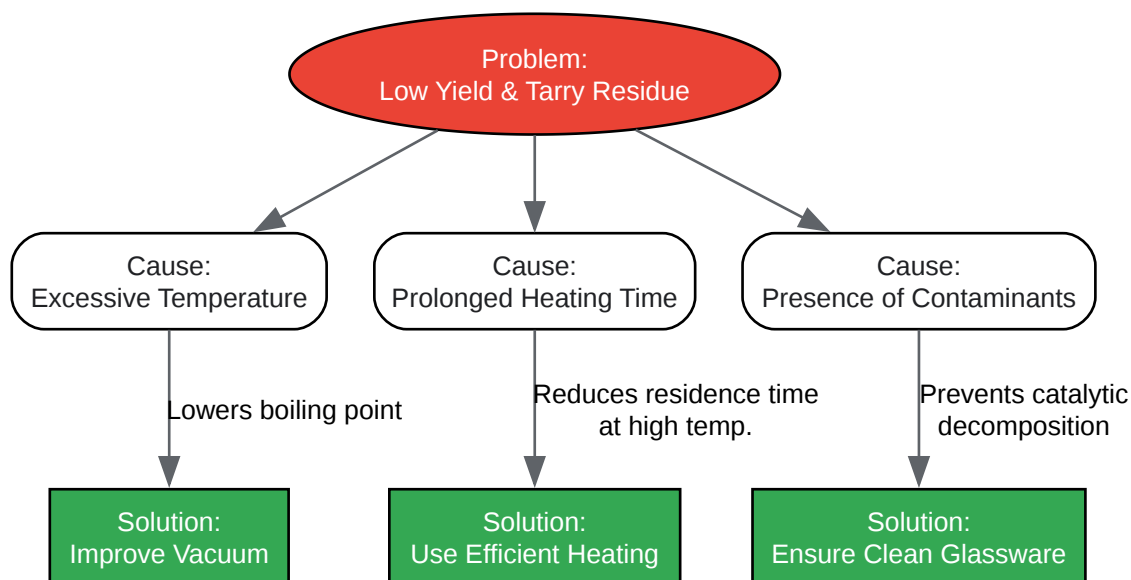 Problem:
Low Yield & Tarry Residue
Cause:
Excessive Temperature
Cause:
Prolonged Heating Time
Cause:
Presence of Contaminants
Lowers boiling point
Reduces residence time
at high temp.
Prevents catalytic
decomposition
Solution:
Improve Vacuum
Solution:
Use Efficient Heating
Solution:
Ensure Clean Glassware